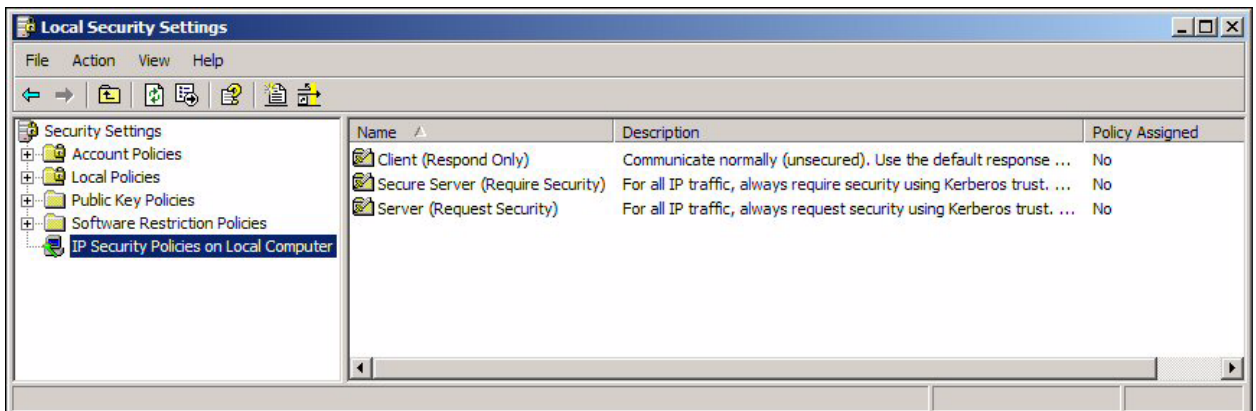 Local Security Settings
File Action View Help
Security Settings
Account Policies
Local Policies
Public Key Policies
Software Restriction Policies
IP Security Policies on Local Computer
Name Description Policy Assigned
Client (Respond Only) Communicate normally (unsecured). Use the default response ... No
Secure Server (Require Security) For all IP traffic, always require security using Kerberos trust. ... No
Server (Request Security) For all IP traffic, always request security using Kerberos trust. ... No